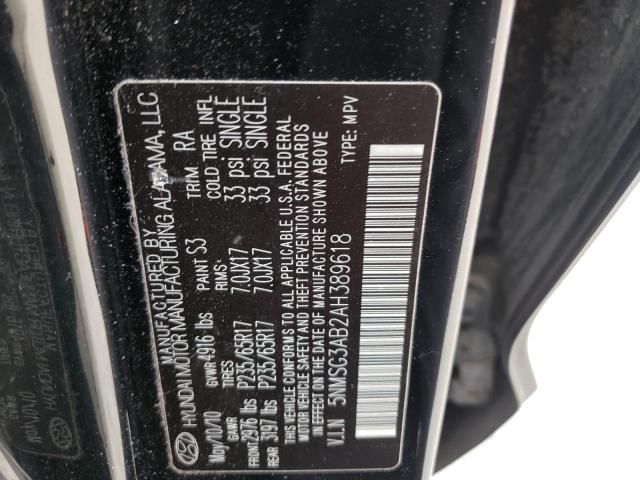 MANUFACTURED BY
HYUNDAI MOTOR MANUFACTURING ALABAMA, LLC
May/10/10 GVWR 4916 lbs PAINT S3 TRIM RA
GAWR TIRES RIMS: COLD TIRE INFL
FRONT 2976 lbs P235/65R17 7.0JX17 33 psi SINGLE
REAR 3197 lbs P235/65R17 7.0JX17 33 psi SINGLE
THIS VEHICLE CONFORMS TO ALL APPLICABLE U.S.A. FEDERAL
MOTOR VEHICLE SAFETY AND THEFT PREVENTION STANDARDS
IN EFFECT ON THE DATE OF MANUFACTURE SHOWN ABOVE.
V.I.N 5NMSG3AB2AH389618 TYPE: MPV